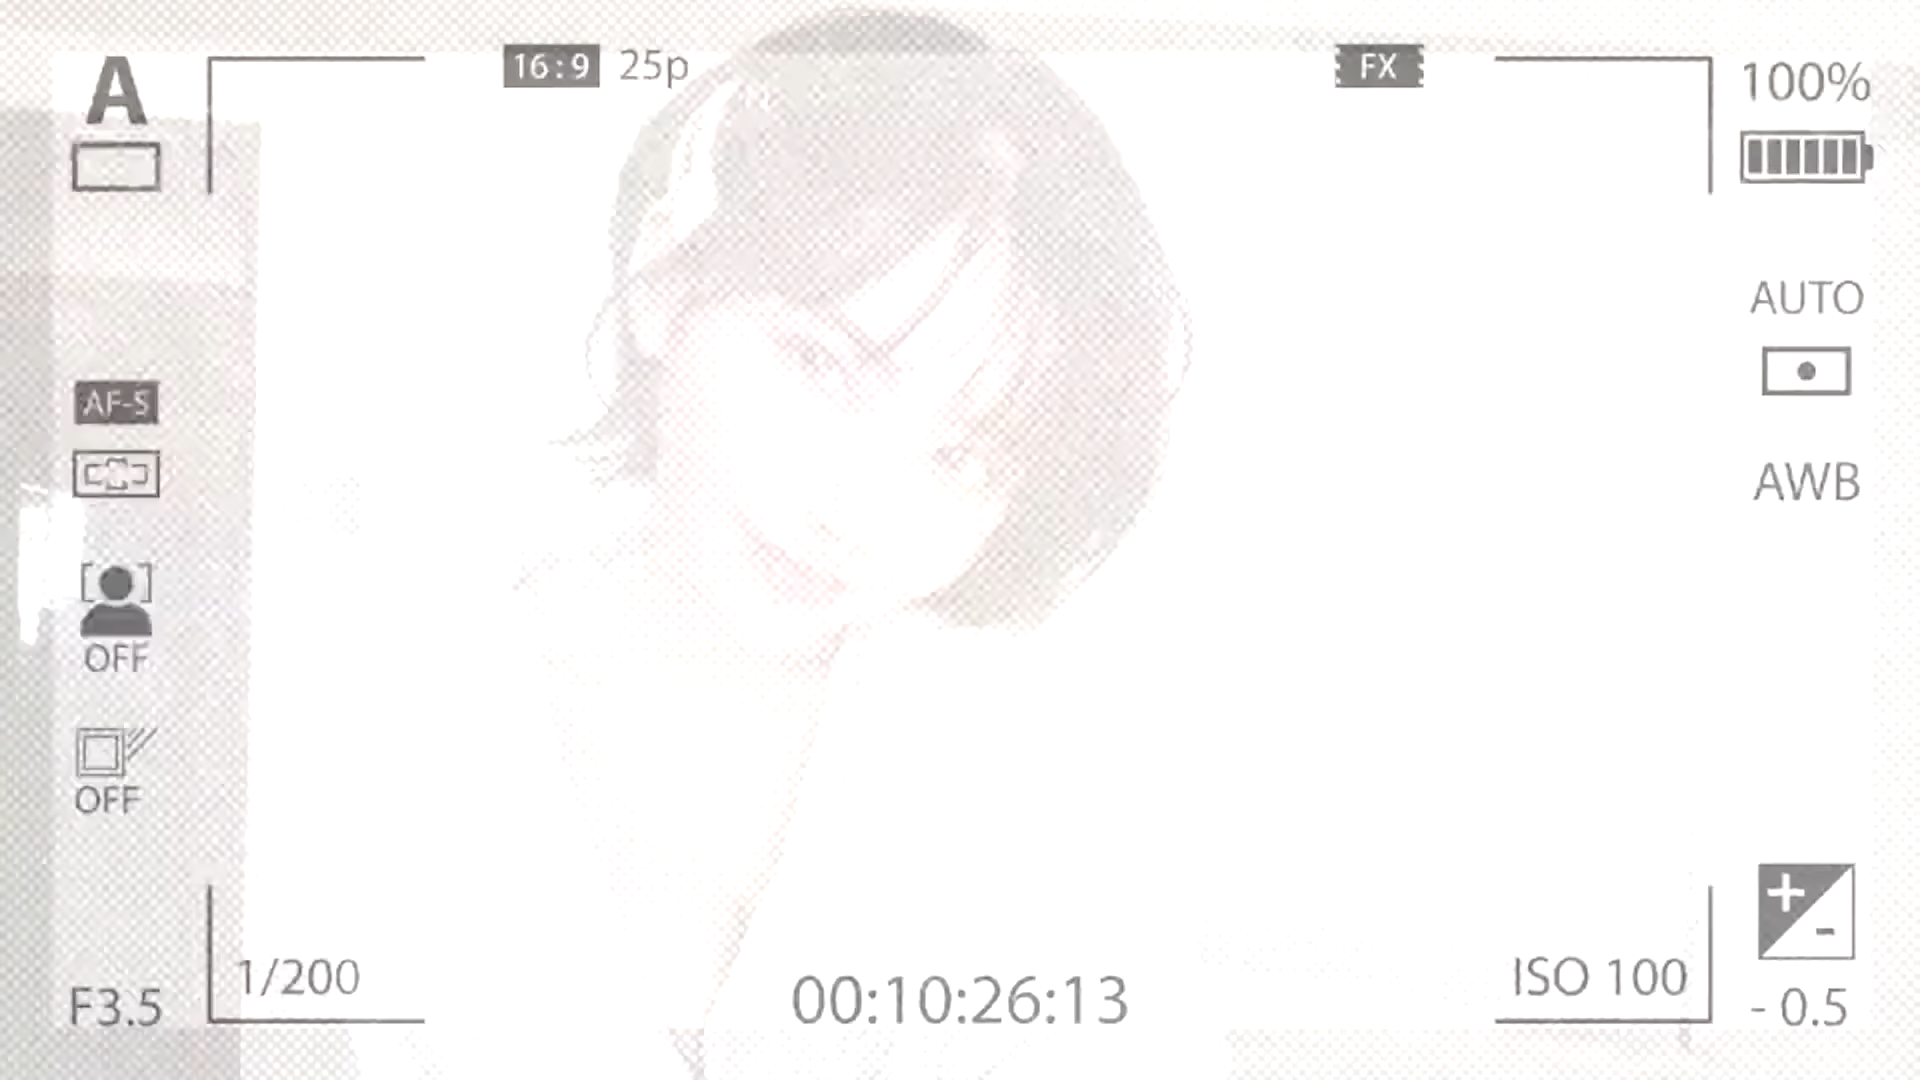 A
16:9 25p
FX
100%
AUTO
AF-S
AWB
OFF
OFF
1/200
F3.5
00:10:26:13
ISO 100
+
-
- 0.5